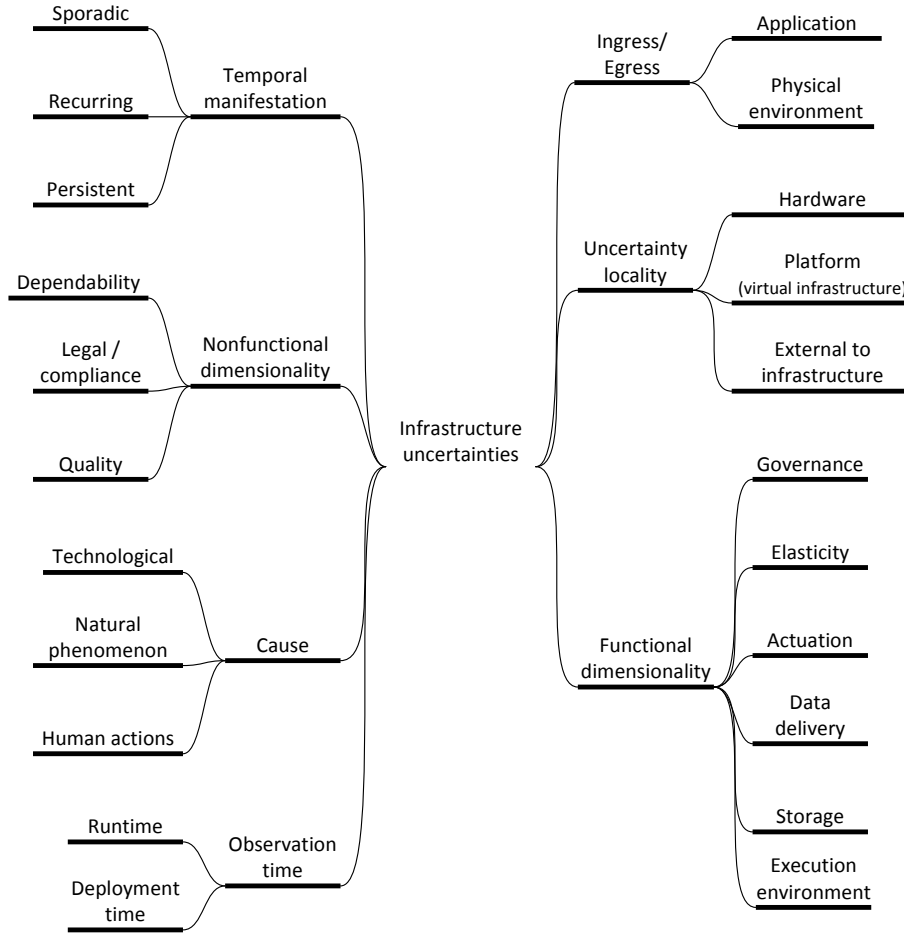 Sporadic
Recurring
Persistent
Temporal
manifestation
Dependability
Legal /
compliance
Quality
Nonfunctional
dimensionality
Technological
Natural
phenomenon
Human actions
Cause
Runtime
Deployment
time
Observation
time
Infrastructure
uncertainties
Ingress/
Egress
Application
Physical
environment
Uncertainty
locality
Hardware
Platform
(virtual infrastructure)
External to
infrastructure
Functional
dimensionality
Governance
Elasticity
Actuation
Data
delivery
Storage
Execution
environment